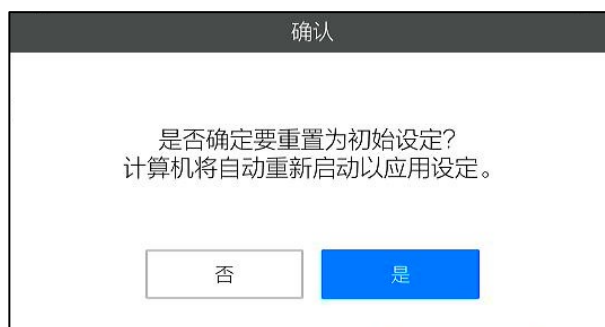 确认
是否确定要重置为初始设定?
计算机将自动重新启动以应用设定。
否
是